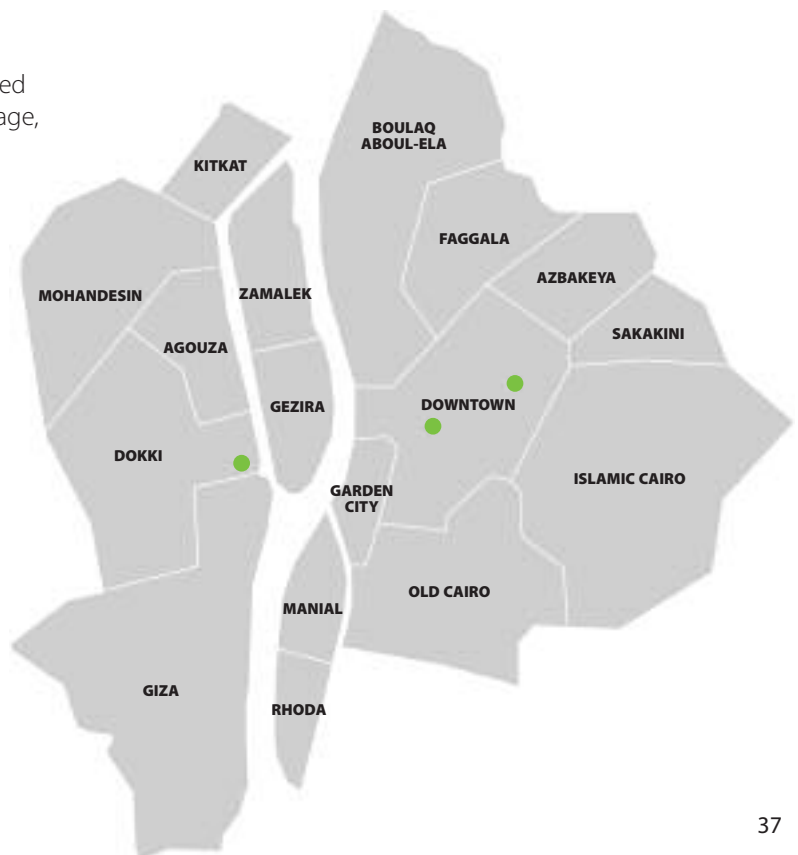 ed
age,
BOULAQ
ABOUL-ELA
KITKAT
FAGGALA
AZBAKEYA
MOHANDESIN
ZAMALEK
SAKAKINI
AGOUZA
GEZIRA
DOWNTOWN
DOKKI
ISLAMIC CAIRO
GARDEN
CITY
OLD CAIRO
MANIAL
GIZA
RHODA
37